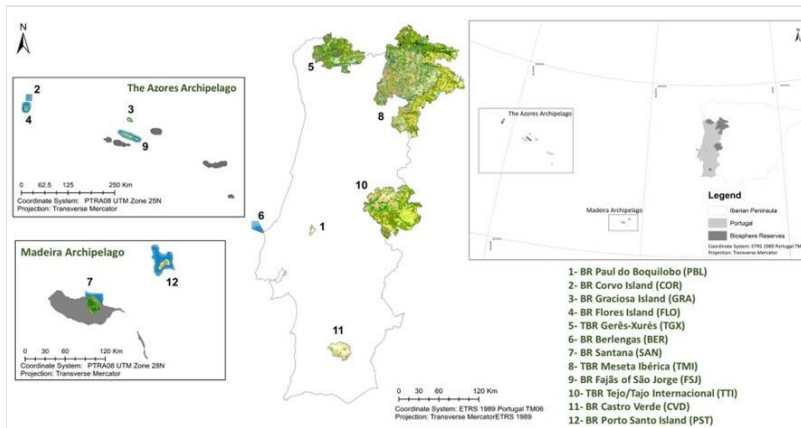 N
The Azores Archipelago
2
4
3
9
0 62.5 125 250 Km
Coordinate System: PTRA08 UTM Zone 25N
Projection: Transverse Mercator
Madeira Archipelago
7
12
0 30 60 120 Km
Coordinate System: PTRA08 UTM Zone 28N
Projection: Transverse Mercator
5
8
10
6
1
11
0 30 60 120 Km
Coordinate System: ETRS 1989 Portugal TM06
Projection: Transverse MercatorETRS 1989
N
The Azores Archipelago
Madeira Archipelago
Legend
Iberian Peninsula
Portugal
Biosphere Reserves
Coordinate System: ETRS 1989 Portugal TM
Projection: Transverse Mercator
1- BR Paul do Boquilobo (PBL)
2- BR Corvo Island (COR)
3- BR Graciosa Island (GRA)
4- BR Flores Island (FLO)
5- TBR Gerês-Xurés (TGX)
6- BR Berlengas (BER)
7- BR Santana (SAN)
8- TBR Meseta Ibérica (TMI)
9- BR Fajãs of São Jorge (FSJ)
10- TBR Tejo/Tajo Internacional (TTI)
11- BR Castro Verde (CVD)
12- BR Porto Santo Island (PST)